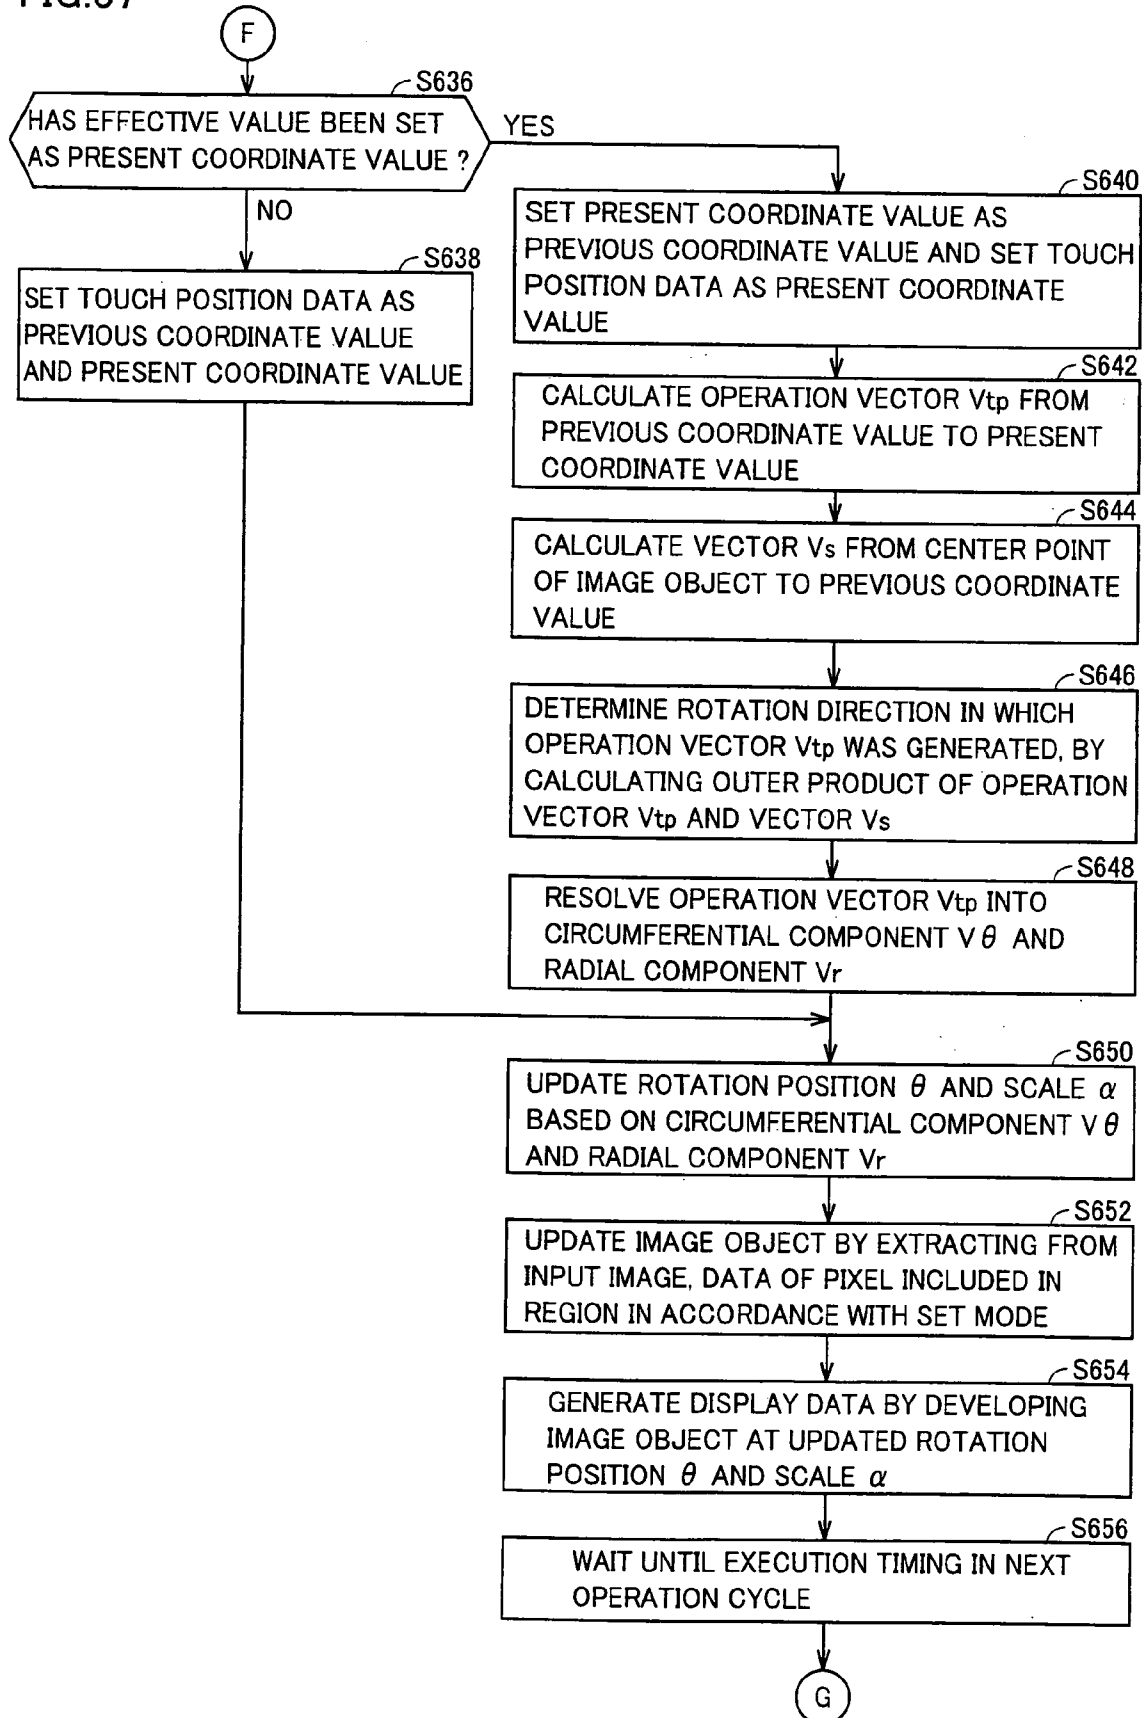 FIG.37
F
S636
HAS EFFECTIVE VALUE BEEN SET
AS PRESENT COORDINATE VALUE ?
YES
NO
S638
SET TOUCH POSITION DATA AS
PREVIOUS COORDINATE VALUE
AND PRESENT COORDINATE VALUE
S640
SET PRESENT COORDINATE VALUE AS
PREVIOUS COORDINATE VALUE AND SET TOUCH
POSITION DATA AS PRESENT COORDINATE
VALUE
S642
CALCULATE OPERATION VECTOR Vtp FROM
PREVIOUS COORDINATE VALUE TO PRESENT
COORDINATE VALUE
S644
CALCULATE VECTOR Vs FROM CENTER POINT
OF IMAGE OBJECT TO PREVIOUS COORDINATE
VALUE
S646
DETERMINE ROTATION DIRECTION IN WHICH
OPERATION VECTOR Vtp WAS GENERATED, BY
CALCULATING OUTER PRODUCT OF OPERATION
VECTOR Vtp AND VECTOR Vs
S648
RESOLVE OPERATION VECTOR Vtp INTO
CIRCUMFERENTIAL COMPONENT V θ AND
RADIAL COMPONENT Vr
S650
UPDATE ROTATION POSITION θ AND SCALE α
BASED ON CIRCUMFERENTIAL COMPONENT V θ
AND RADIAL COMPONENT Vr
S652
UPDATE IMAGE OBJECT BY EXTRACTING FROM
INPUT IMAGE, DATA OF PIXEL INCLUDED IN
REGION IN ACCORDANCE WITH SET MODE
S654
GENERATE DISPLAY DATA BY DEVELOPING
IMAGE OBJECT AT UPDATED ROTATION
POSITION θ AND SCALE α
S656
WAIT UNTIL EXECUTION TIMING IN NEXT
OPERATION CYCLE
G